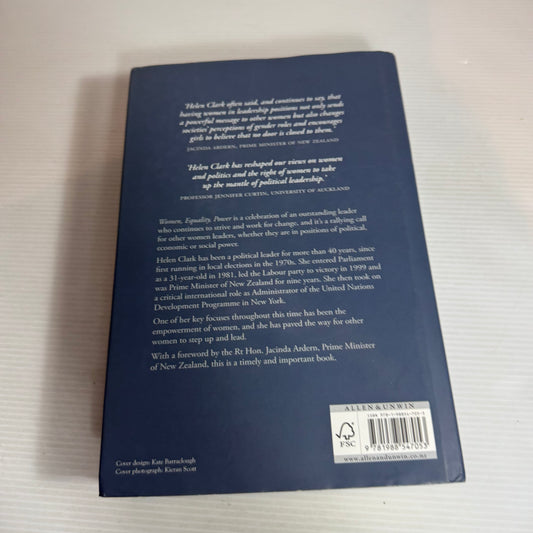 'Helen Clark often said, and continues to say, that
having women in leadership positions not only sends
a powerful message to other women but also changes
societies' perceptions of gender roles and encourages
girls to believe that no door is closed to them.'
JACINDA ARDERN, PRIME MINISTER OF NEW ZEALAND
'Helen Clark has reshaped our views on women
and politics and the right of women to take
up the mantle of political leadership.'
PROFESSOR JENNIFER CURTIN, UNIVERSITY OF AUCKLAND
Women, Equality, Power is a celebration of an outstanding leader
who continues to strive and work for change, and it's a rallying call
for other women leaders, whether they are in positions of political,
economic or social power.
Helen Clark has been a political leader for more than 40 years, since
first running in local elections in the 1970s. She entered Parliament
as a 31-year-old in 1981, led the Labour party to victory in 1999 and
was Prime Minister of New Zealand for nine years. She then took on
a critical international role as Administrator of the United Nations
Development Programme in New York.
One of her key focuses throughout this time has been the
empowerment of women, and she has paved the way for other
women to step up and lead.
With a foreword by the Rt Hon. Jacinda Ardern, Prime Minister
of New Zealand, this is a timely and important book.
ALLEN & UNWIN
ISBN 978-1-988547-05-3
FSC
9 781988 547053
www.allenandunwin.co.nz
Cover design: Kate Barraclough
Cover photograph: Kieran Scott